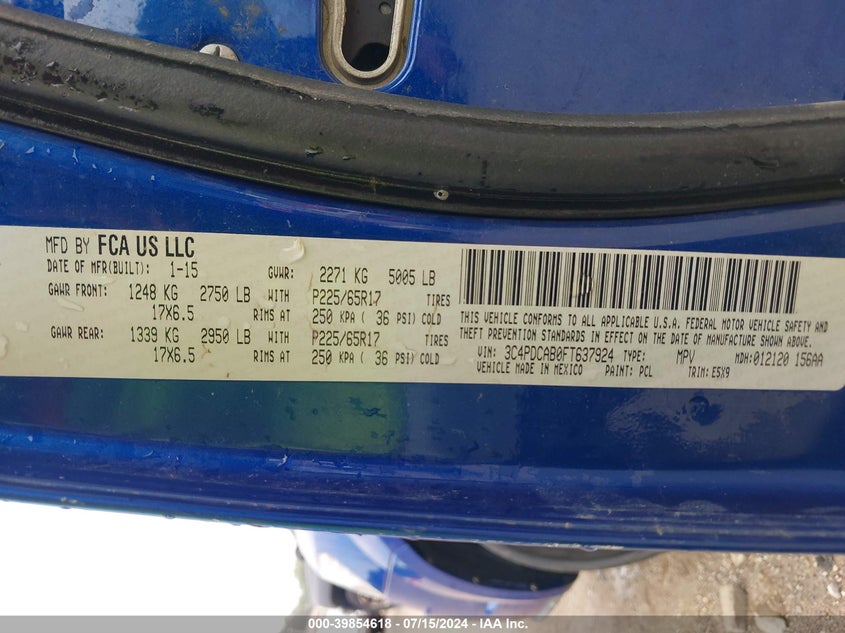 MFD BY FCA US LLC
DATE OF MFR(BUILT): 1-15 GVWR: 2271 KG 5005 LB
GAWR FRONT: 1248 KG 2750 LB WITH P225/65R17 TIRES
17X6.5 RIMS AT 250 KPA ( 36 PSI) COLD
GAWR REAR: 1339 KG 2950 LB WITH P225/65R17 TIRES
17X6.5 RIMS AT 250 KPA ( 36 PSI) COLD
THIS VEHICLE CONFORMS TO ALL APPLICABLE U.S.A. FEDERAL MOTOR VEHICLE SAFETY AND
THEFT PREVENTION STANDARDS IN EFFECT ON THE DATE OF MANUFACTURE SHOWN ABOVE.
VIN: 3C4PDCAB0FT637924 TYPE: MPV MDH:012120 156AA
VEHICLE MADE IN MEXICO PAINT: PCL TRIM: E5X9
000-39854618 - 07/15/2024 - IAA Inc.